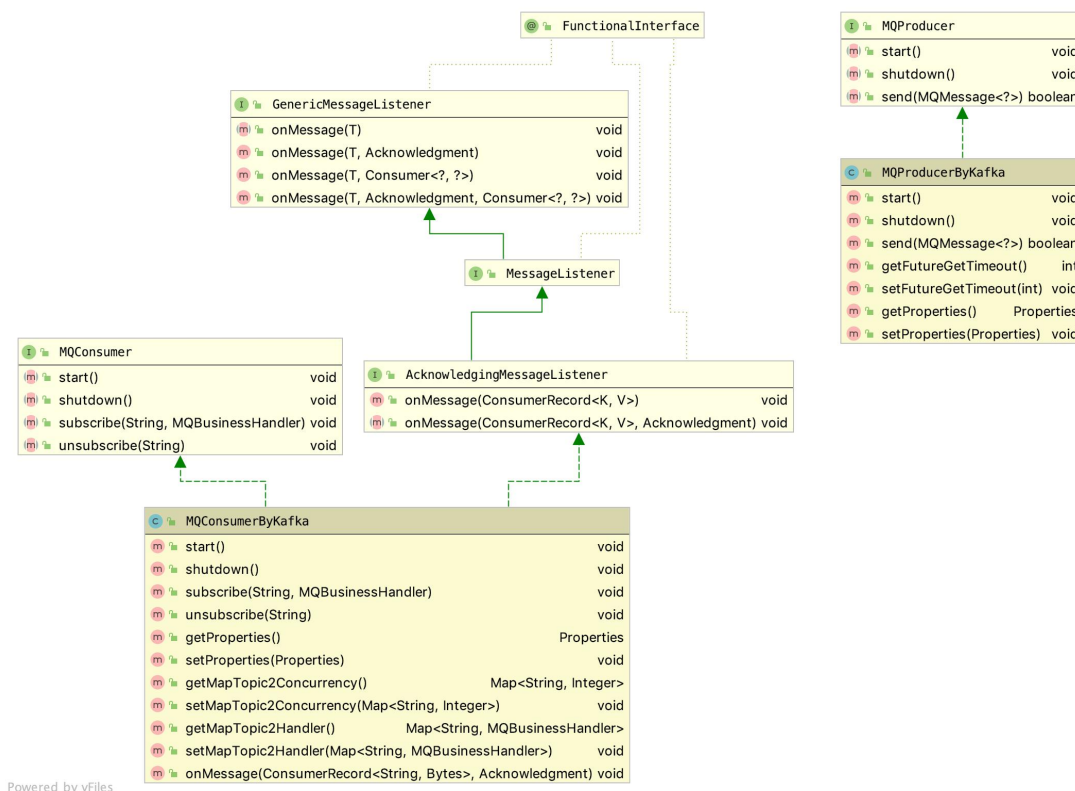 FunctionalInterface
GenericMessageListener
onMessage(T) void
onMessage(T, Acknowledgment) void
onMessage(T, Consumer<?, ?>) void
onMessage(T, Acknowledgment, Consumer<?, ?>) void
MessageListener
AcknowledgingMessageListener
onMessage(ConsumerRecord<K, V>) void
onMessage(ConsumerRecord<K, V>, Acknowledgment) void
MQConsumer
start() void
shutdown() void
subscribe(String, MQBusinessHandler) void
unsubscribe(String) void
MQConsumerByKafka
start() void
shutdown() void
subscribe(String, MQBusinessHandler) void
unsubscribe(String) void
getProperties() Properties
setProperties(Properties) void
getMapTopic2Concurrency() Map<String, Integer>
setMapTopic2Concurrency(Map<String, Integer>) void
getMapTopic2Handler() Map<String, MQBusinessHandler>
setMapTopic2Handler(Map<String, MQBusinessHandler>) void
onMessage(ConsumerRecord<String, Bytes>, Acknowledgment) void
MQProducer
start() void
shutdown() void
send(MQMessage<?>) boolean
MQProducerByKafka
start() void
shutdown() void
send(MQMessage<?>) boolean
getFutureGetTimeout() int
setFutureGetTimeout(int) void
getProperties() Properties
setProperties(Properties) void
Powered by yFiles